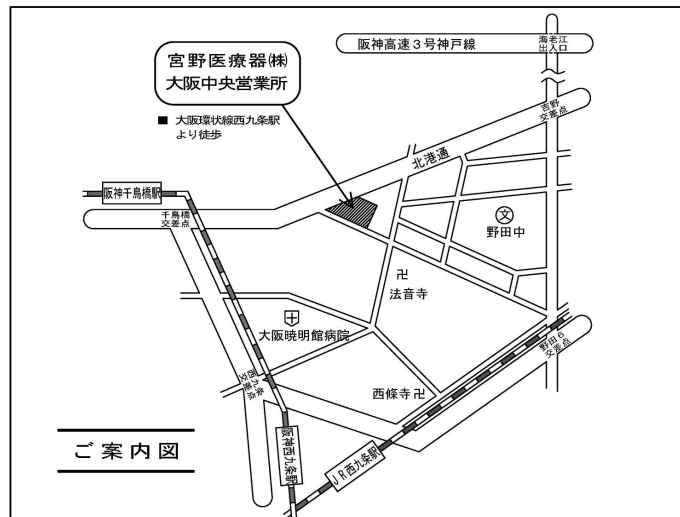 阪神高速3号神戸線
海老江
出入口
宮野医療器㈱
大阪中央営業所
■ 大阪環状線西九条駅
より徒歩
吉野
交差点
北港通
阪神千鳥橋駅
千鳥橋
交差点
文
野田中
卍
法音寺
大阪暁明館病院
野田6
交差点
西九条
交差点
西條寺卍
阪神西九条駅
JR西九条駅
ご案内図